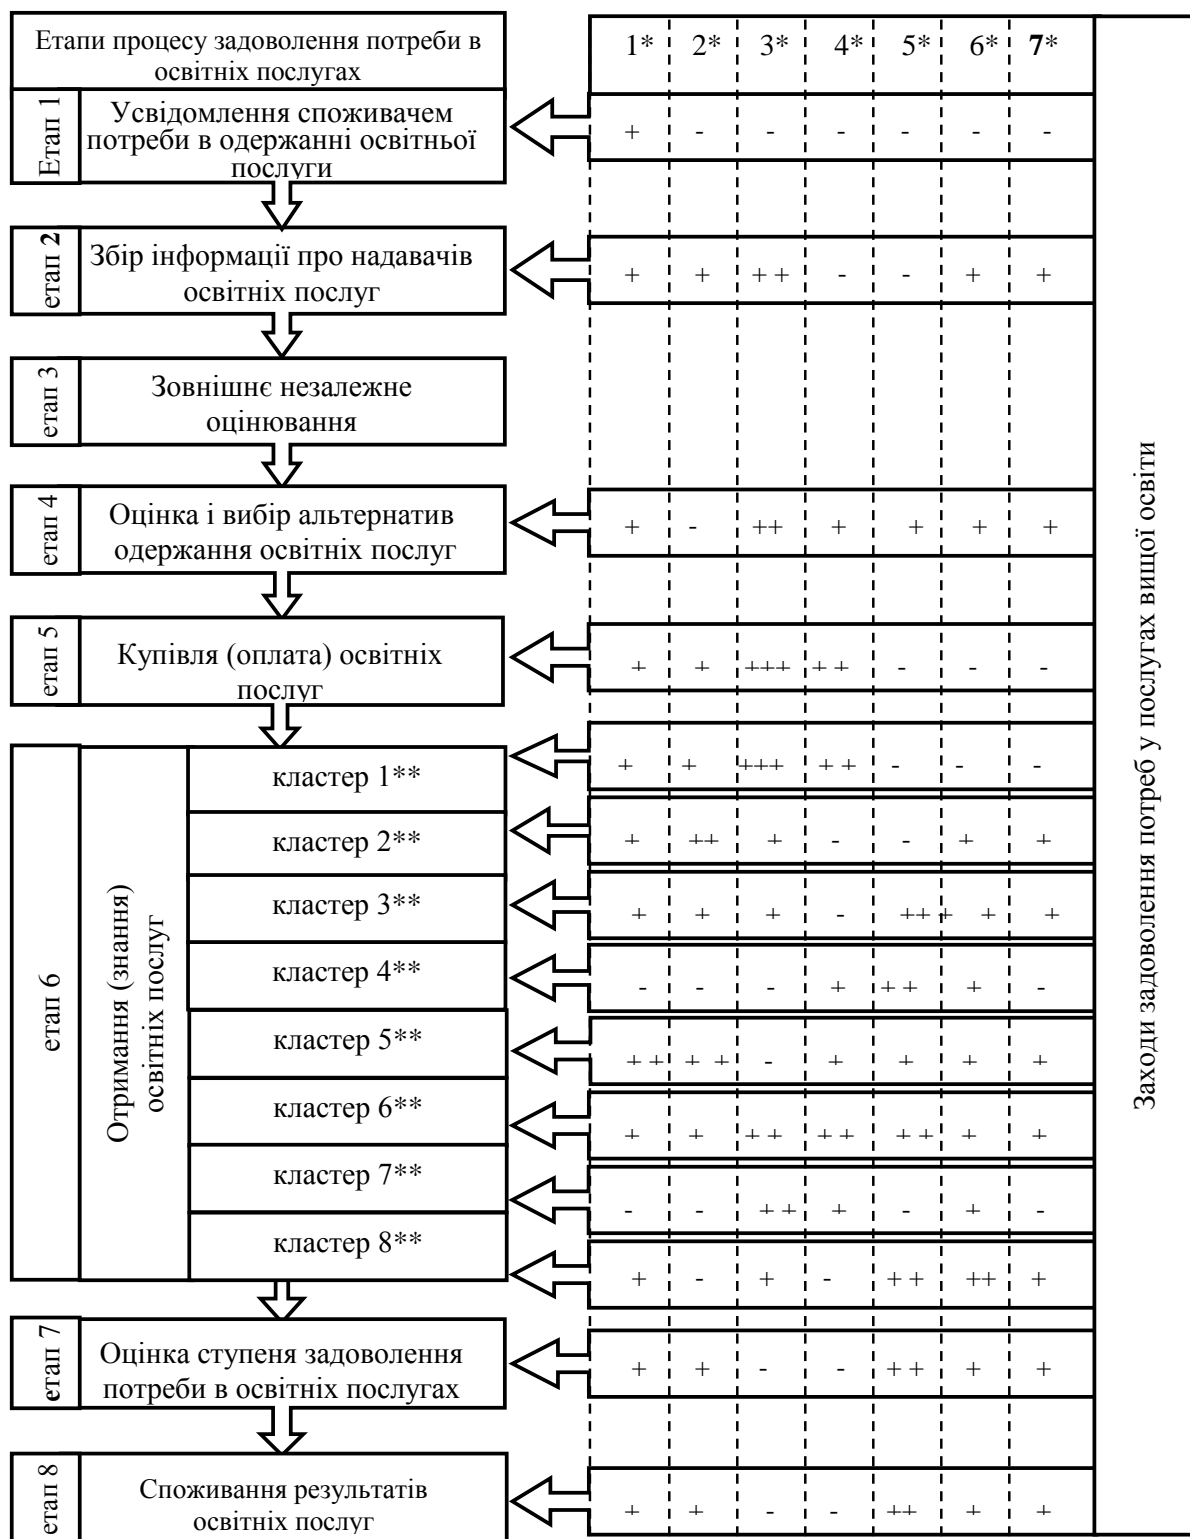 Етапи процесу задоволення потреби в
освітніх послугах
1* 2* 3* 4* 5* 6* 7*
Етап 1
Усвідомлення споживачем
потреби в одержанні освітньої
послуги
+ - - - - - -
етап 2
Збір інформації про надавачів
освітніх послуг
+ + ++ - - + +
етап 3
Зовнішнє незалежне
оцінювання
етап 4
Оцінка і вибір альтернатив
одержання освітніх послуг
+ - ++ + + + +
етап 5
Купівля (оплата) освітніх
послуг
+ + +++ ++ - - -
етап 6
Отримання (знання)
освітніх послуг
кластер 1**
+ + +++ ++ - - -
кластер 2**
+ ++ + - - + +
кластер 3**
+ + + - +++ + +
кластер 4**
- - - + ++ + -
кластер 5**
++ ++ - + + + +
кластер 6**
+ + ++ ++ ++ + +
кластер 7**
- - ++ + - + -
кластер 8**
+ - + - ++ ++ +
етап 7
Оцінка ступеня задоволення
потреби в освітніх послугах
+ + - - ++ + +
етап 8
Споживання результатів
освітніх послуг
+ + - - ++ + +
Заходи задоволення потреб у послугах вищої освіти